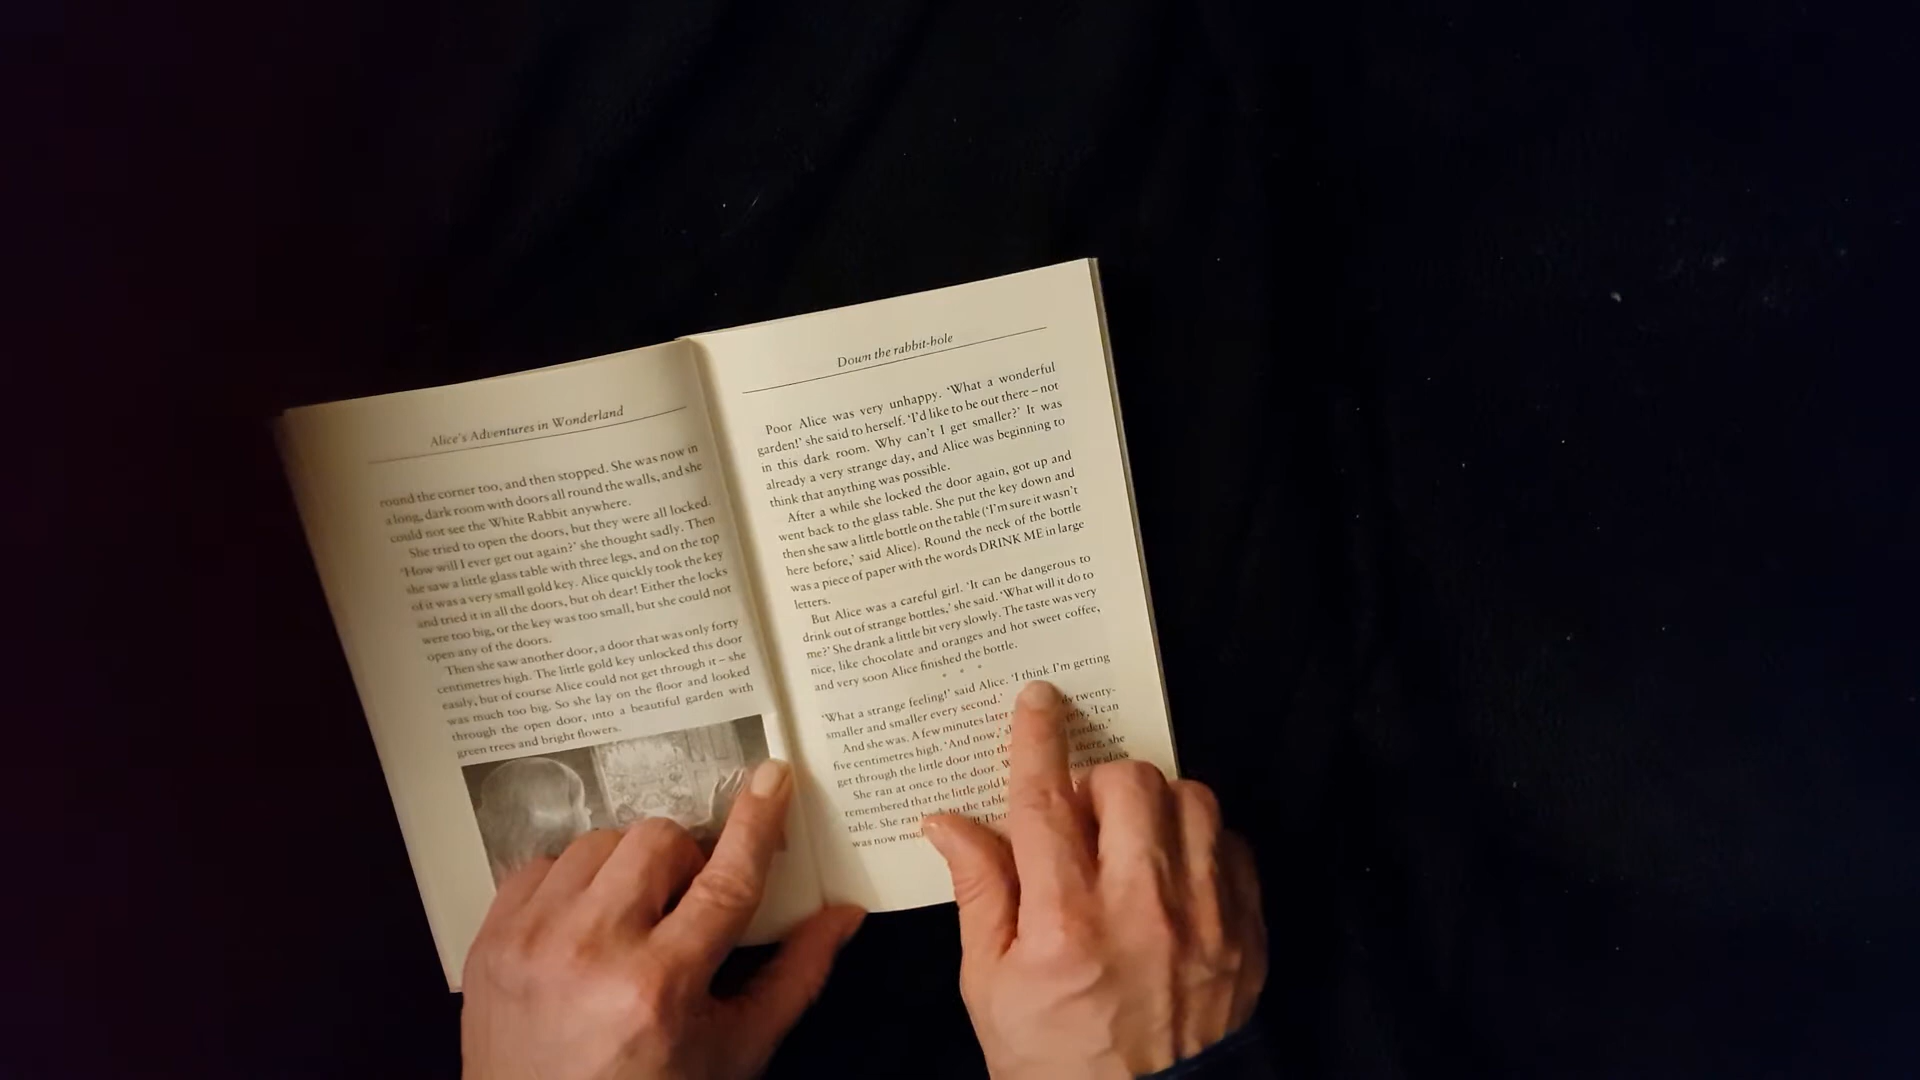 Alice's Adventures in Wonderland
round the corner too, and then stopped. She was now in
a long, dark room with doors all round the walls, and she
could not see the White Rabbit anywhere.
She tried to open the doors, but they were all locked.
'How will I ever get out again?' she thought sadly. Then
she saw a little glass table with three legs, and on the top
of it was a very small gold key. Alice quickly took the key
and tried it in all the doors, but oh dear! Either the locks
were too big, or the key was too small, but she could not
open any of the doors.
Then she saw another door, a door that was only forty
centimetres high. The little gold key unlocked this door
easily, but of course Alice could not get through it – she
was much too big. So she lay on the floor and looked
through the open door, into a beautiful garden with
green trees and bright flowers.
Down the rabbit-hole
Poor Alice was very unhappy. 'What a wonderful
garden!' she said to herself. 'I'd like to be out there – not
in this dark room. Why can't I get smaller?' It was
already a very strange day, and Alice was beginning to
think that anything was possible.
After a while she locked the door again, got up and
went back to the glass table. She put the key down and
then she saw a little bottle on the table ('I'm sure it wasn't
here before,' said Alice). Round the neck of the bottle
was a piece of paper with the words DRINK ME in large
letters.
But Alice was a careful girl. 'It can be dangerous to
drink out of strange bottles,' she said. 'What will it do to
me?' She drank a little bit very slowly. The taste was very
nice, like chocolate and oranges and hot sweet coffee,
and very soon Alice finished the bottle.
* * *
'What a strange feeling!' said Alice. 'I think I'm getting
smaller and smaller every second.'
And she was. A few minutes later twenty-
five centimetres high. 'And now,' 'I can
get through the little door into garden.'
She ran at once to the door. there, she
remembered that the little gold on the glass
table. She ran to the table
was now